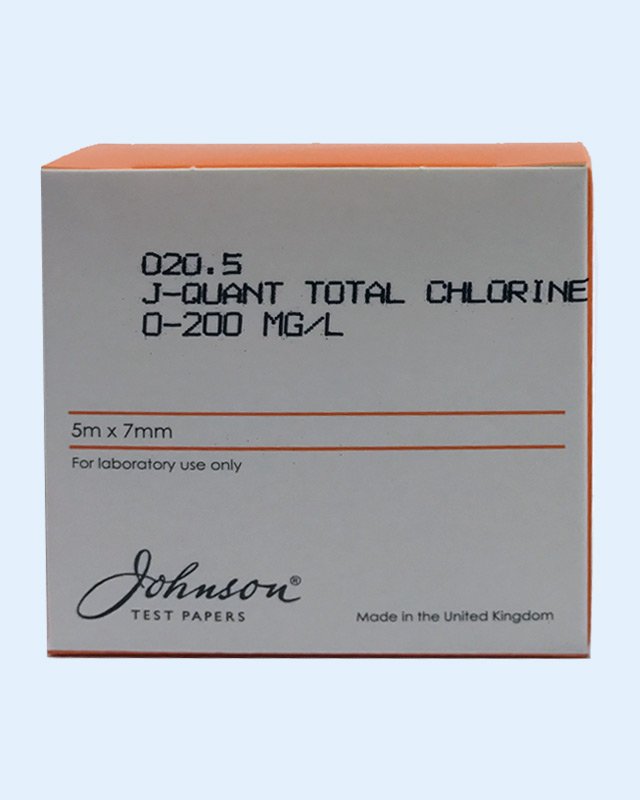 020.5
J-QUANT TOTAL CHLORINE
0-200 MG/L
5m x 7mm
For laboratory use only
Johnson®
TEST PAPERS
Made in the United Kingdom